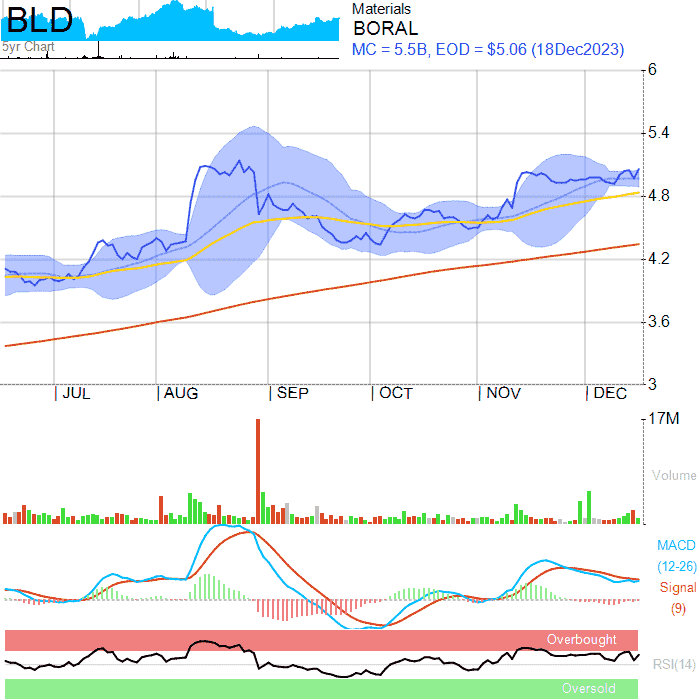 BLD
5yr Chart
Materials
BORAL
MC = 5.5B, EOD = $5.06 (18Dec2023)
6
5.4
4.8
4.2
3.6
3
JUL AUG SEP OCT NOV DEC
17M
Volume
MACD
(12-26)
Signal
(9)
Overbought
RSI(14)
Oversold